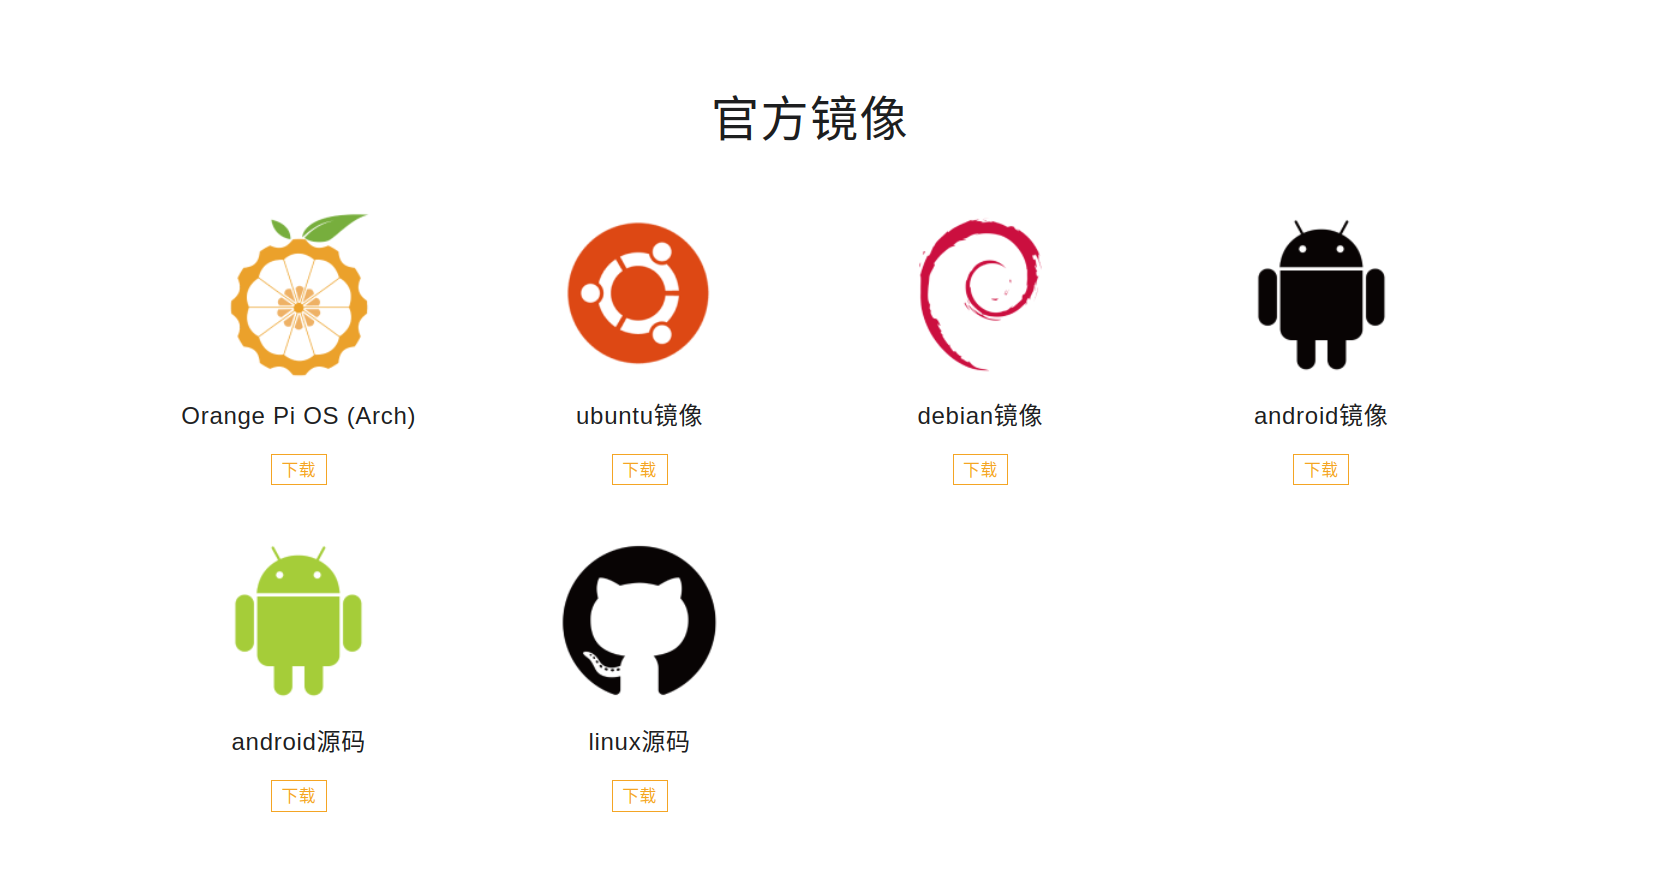 官方镜像
Orange Pi OS (Arch)
ubuntu镜像
debian镜像
android镜像
下载
下载
下载
下载
android源码
linux源码
下载
下载